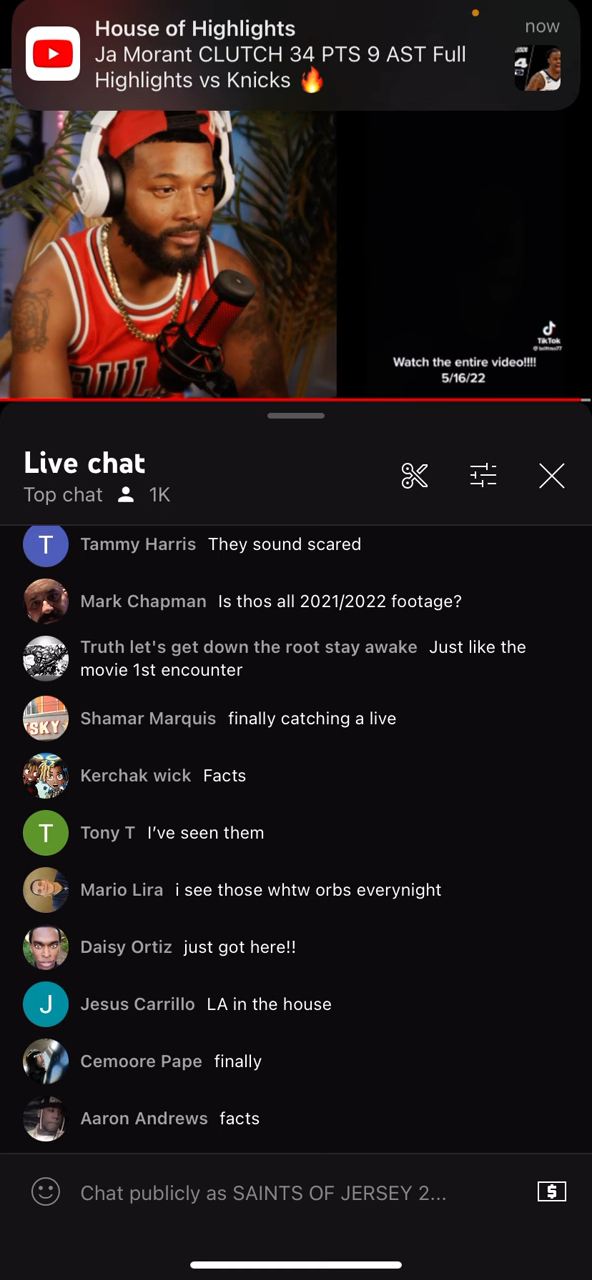 House of Highlights
now
Ja Morant CLUTCH 34 PTS 9 AST Full
Highlights vs Knicks 🔥
TikTok
Watch the entire video!!!!
5/16/22
Live chat
Top chat 1K
T Tammy Harris They sound scared
Mark Chapman Is thos all 2021/2022 footage?
Truth let's get down the root stay awake Just like the
movie 1st encounter
SKY
Shamar Marquis finally catching a live
Kerchak wick Facts
T Tony T I've seen them
Mario Lira i see those whtw orbs everynight
Daisy Ortiz just got here!!
J Jesus Carrillo LA in the house
Cemoore Pape finally
Aaron Andrews facts
Chat publicly as SAINTS OF JERSEY 2...
$